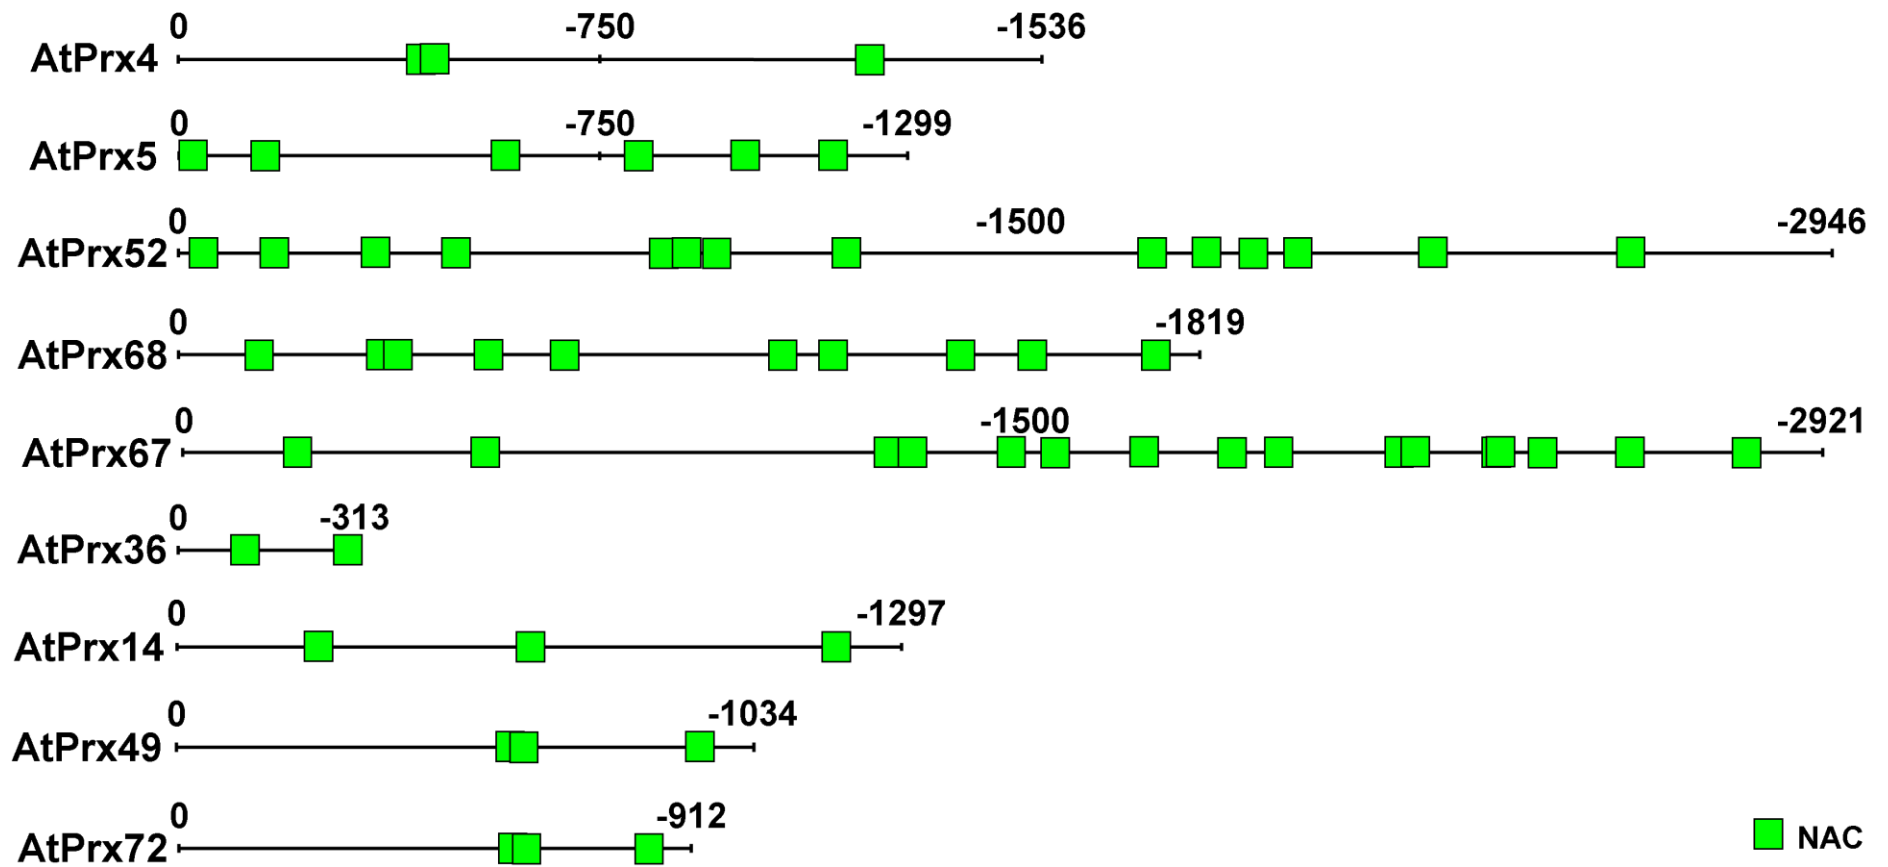 0 -750 -1536
AtPrx4
0 -750 -1299
AtPrx5
0 -1500 -2946
AtPrx52
0 -1819
AtPrx68
0 -1500 -2921
AtPrx67
0 -313
AtPrx36
0 -1297
AtPrx14
0 -1034
AtPrx49
0 -912
AtPrx72
NAC